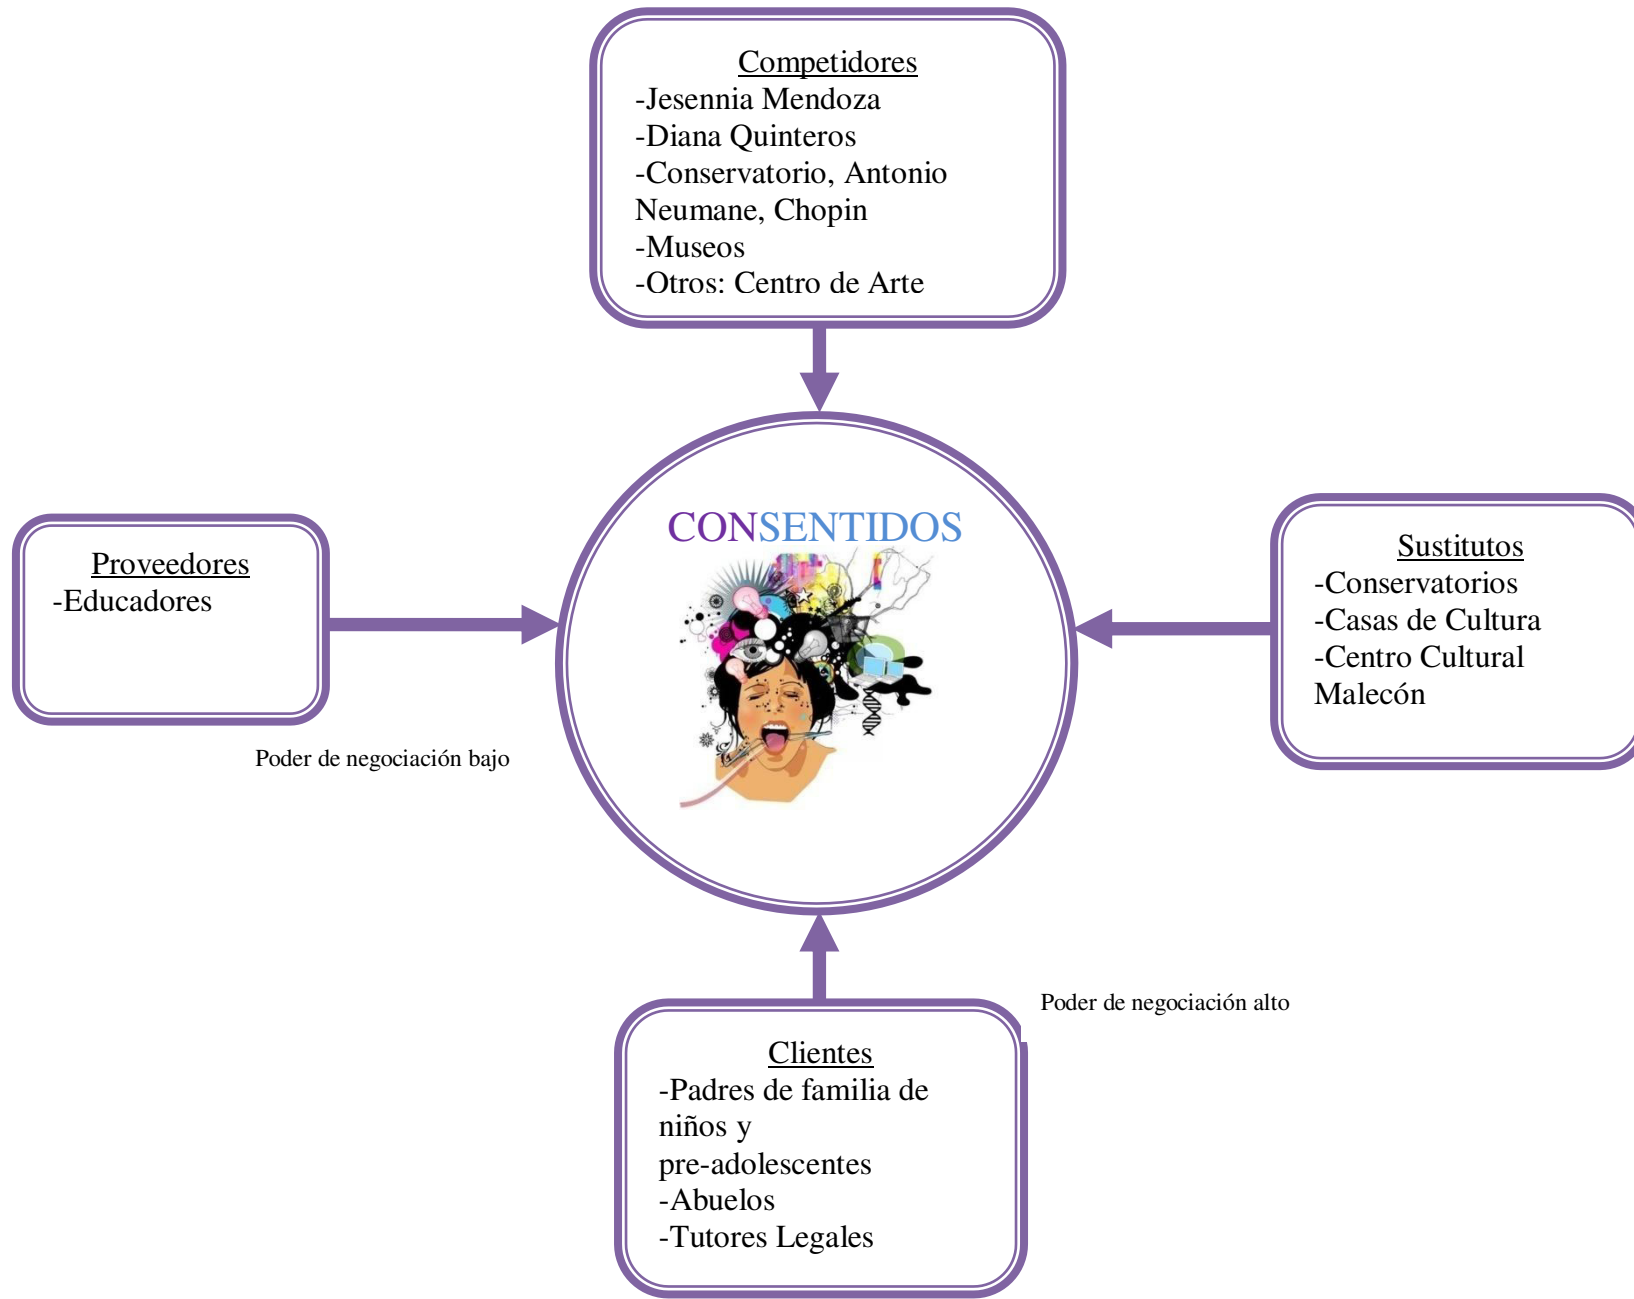 Competidores
-Jesennia Mendoza
-Diana Quinteros
-Conservatorio, Antonio
Neumane, Chopin
-Museos
-Otros: Centro de Arte
CONSENTIDOS
Proveedores
-Educadores
Poder de negociación bajo
Sustitutos
-Conservatorios
-Casas de Cultura
-Centro Cultural
Malecón
Poder de negociación alto
Clientes
-Padres de familia de
niños y
pre-adolescentes
-Abuelos
-Tutores Legales